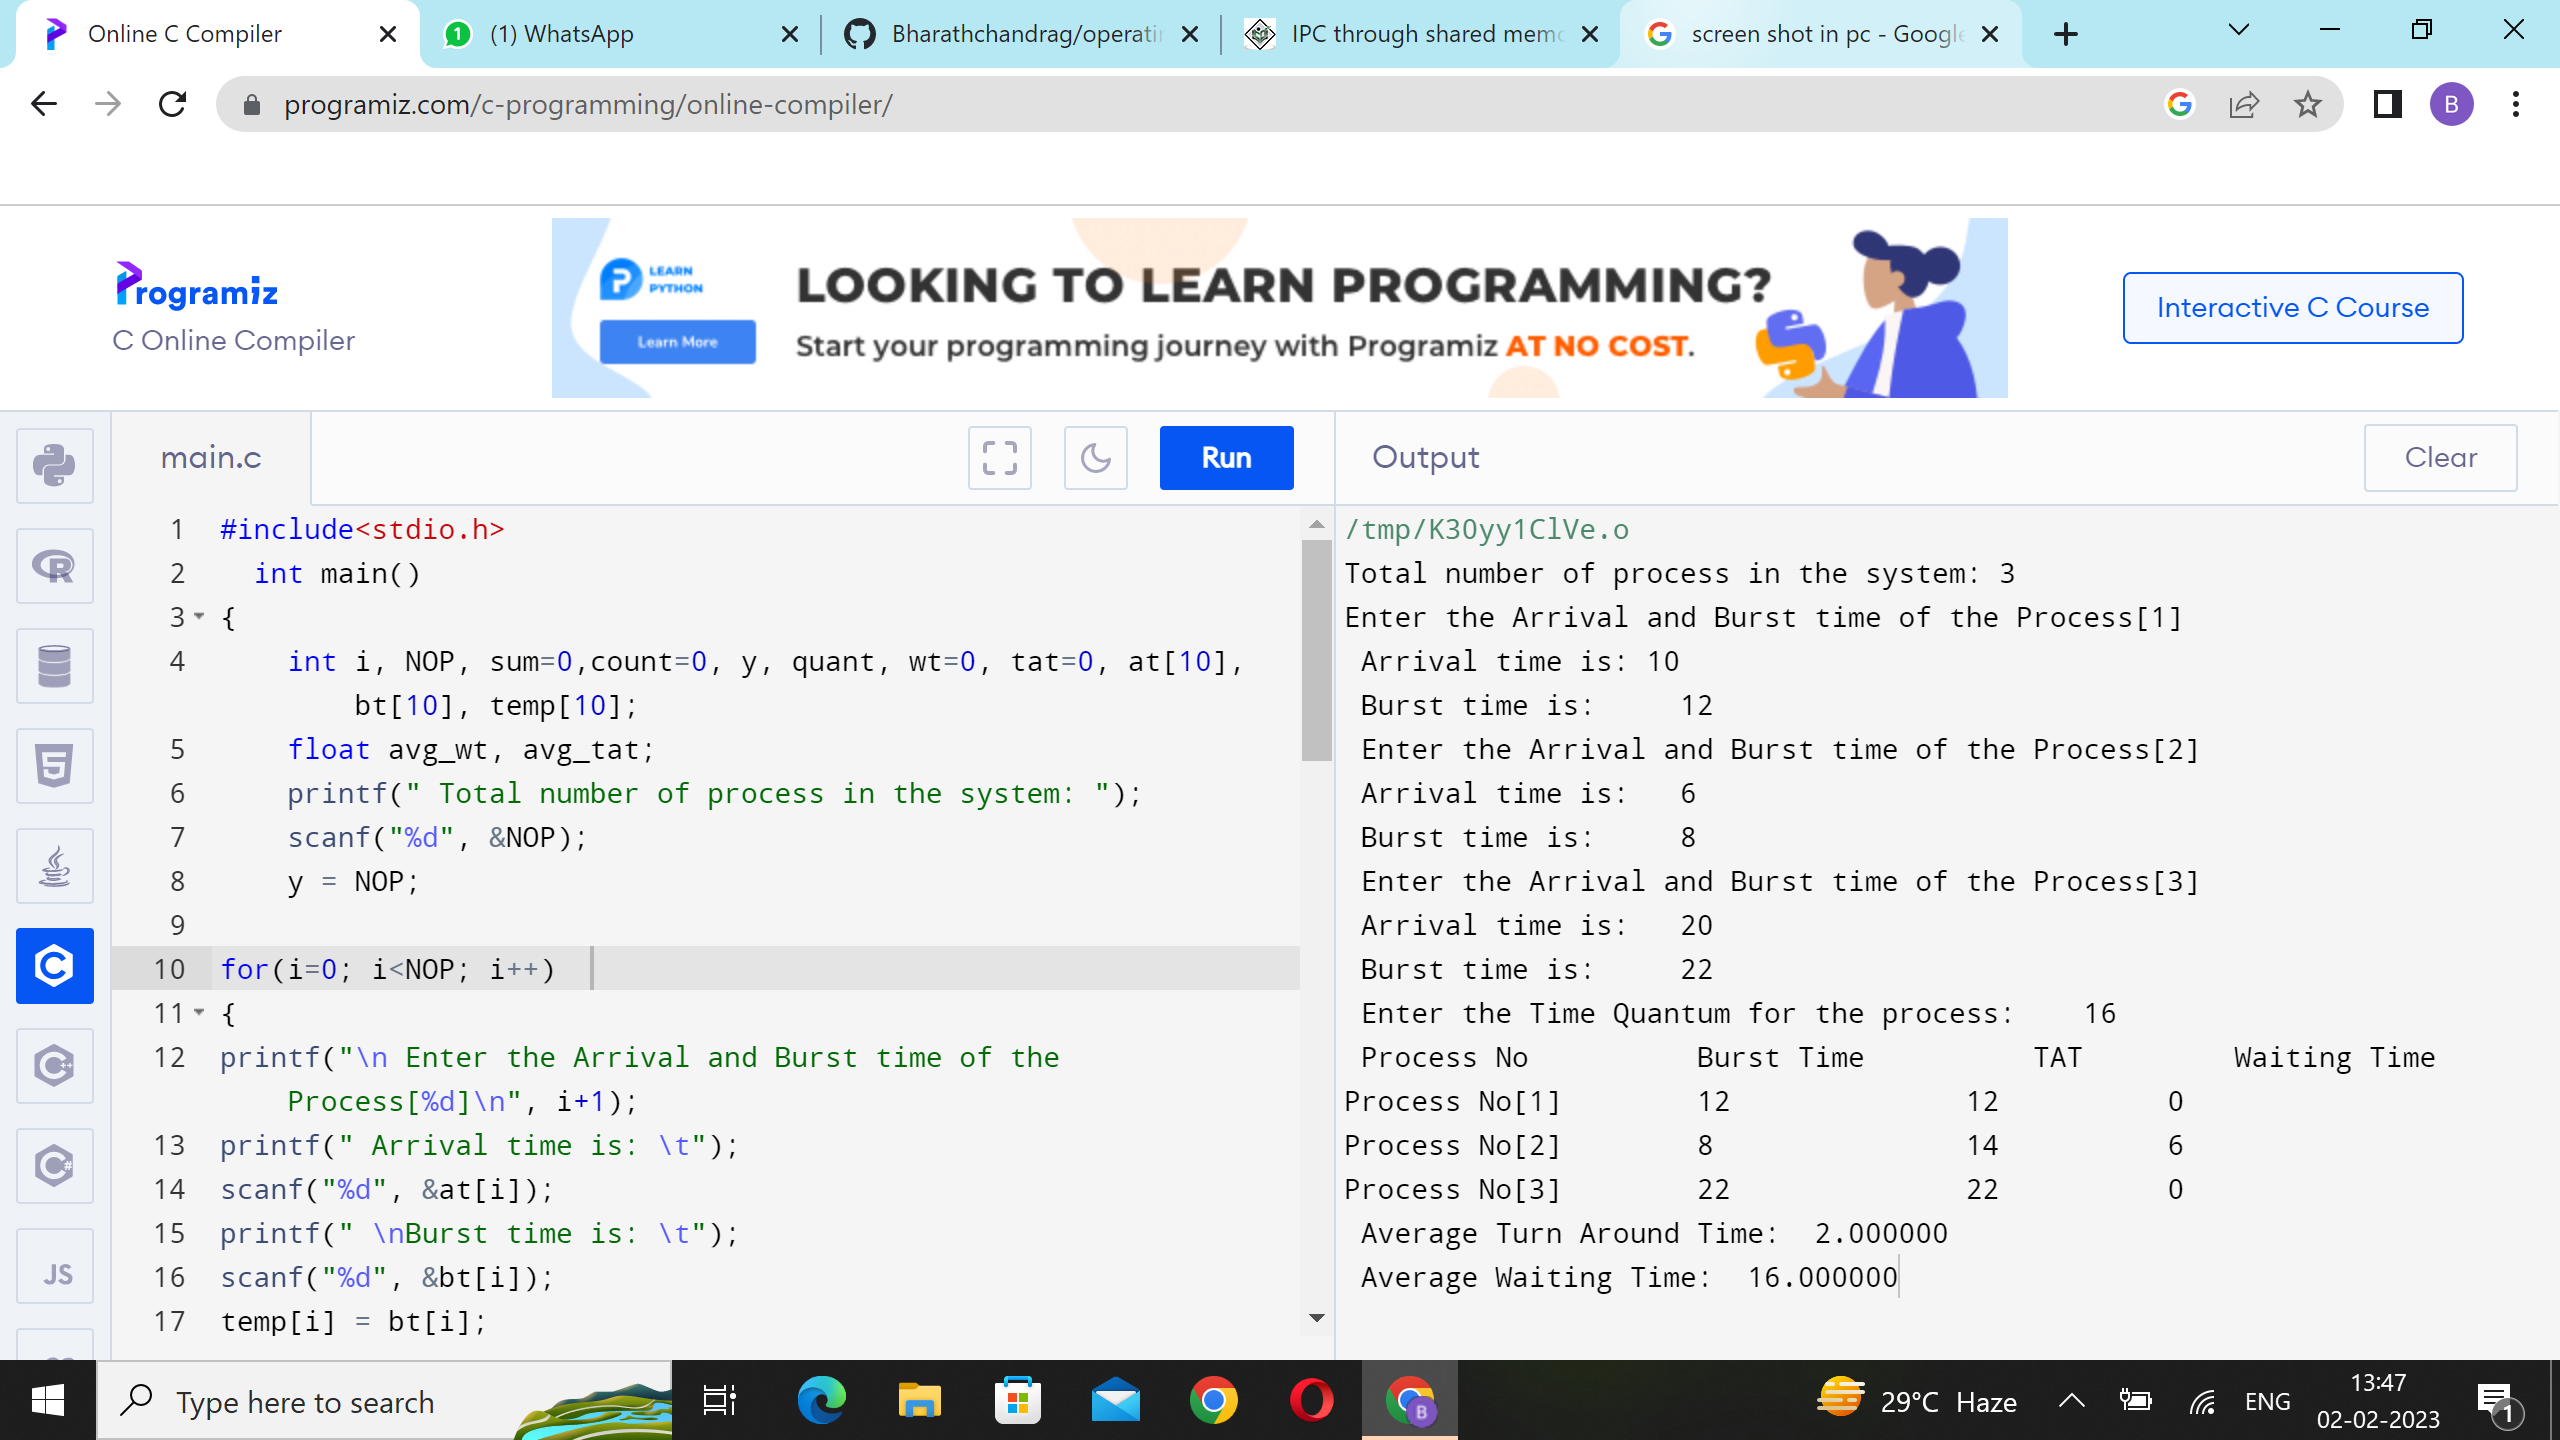 Online C Compiler
(1) WhatsApp
Bharathchandrag/operatin
IPC through shared memo
screen shot in pc - Google
programiz.com/c-programming/online-compiler/
B
Programiz
C Online Compiler
LEARN
PYTHON
Learn More
LOOKING TO LEARN PROGRAMMING?
Start your programming journey with Programiz AT NO COST.
Interactive C Course
main.c
Run
Output
Clear
1 #include<stdio.h>
2 int main()
3 {
4 int i, NOP, sum=0,count=0, y, quant, wt=0, tat=0, at[10],
bt[10], temp[10];
5 float avg_wt, avg_tat;
6 printf(" Total number of process in the system: ");
7 scanf("%d", &NOP);
8 y = NOP;
9
10 for(i=0; i<NOP; i++)
11 {
12 printf("\n Enter the Arrival and Burst time of the
Process[%d]\n", i+1);
13 printf(" Arrival time is: \t");
14 scanf("%d", &at[i]);
15 printf(" \nBurst time is: \t");
16 scanf("%d", &bt[i]);
17 temp[i] = bt[i];
JS
/tmp/K30yy1ClVe.o
Total number of process in the system: 3
Enter the Arrival and Burst time of the Process[1]
Arrival time is: 10
Burst time is: 12
Enter the Arrival and Burst time of the Process[2]
Arrival time is: 6
Burst time is: 8
Enter the Arrival and Burst time of the Process[3]
Arrival time is: 20
Burst time is: 22
Enter the Time Quantum for the process: 16
Process No Burst Time TAT Waiting Time
Process No[1] 12 12 0
Process No[2] 8 14 6
Process No[3] 22 22 0
Average Turn Around Time: 2.000000
Average Waiting Time: 16.000000
Type here to search
B
29°C Haze
ENG
13:47
02-02-2023
1